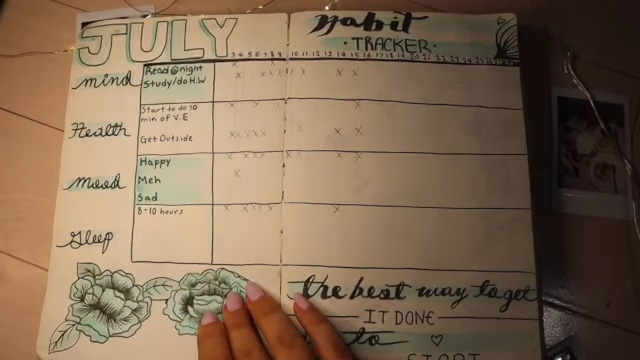 JULY
Habit
• TRACKER •
3 4 5 6 7 8 9 10 11 12 13 14 15 16 17 18 19 20 21 22 23 24 25
mind
Read @ night
Study/do H.W
Health
Start to do 10
min of V.E
Get Outside
mood
Happy
Meh
Sad
Sleep
8-10 hours
the best way to get
IT DONE
to
START